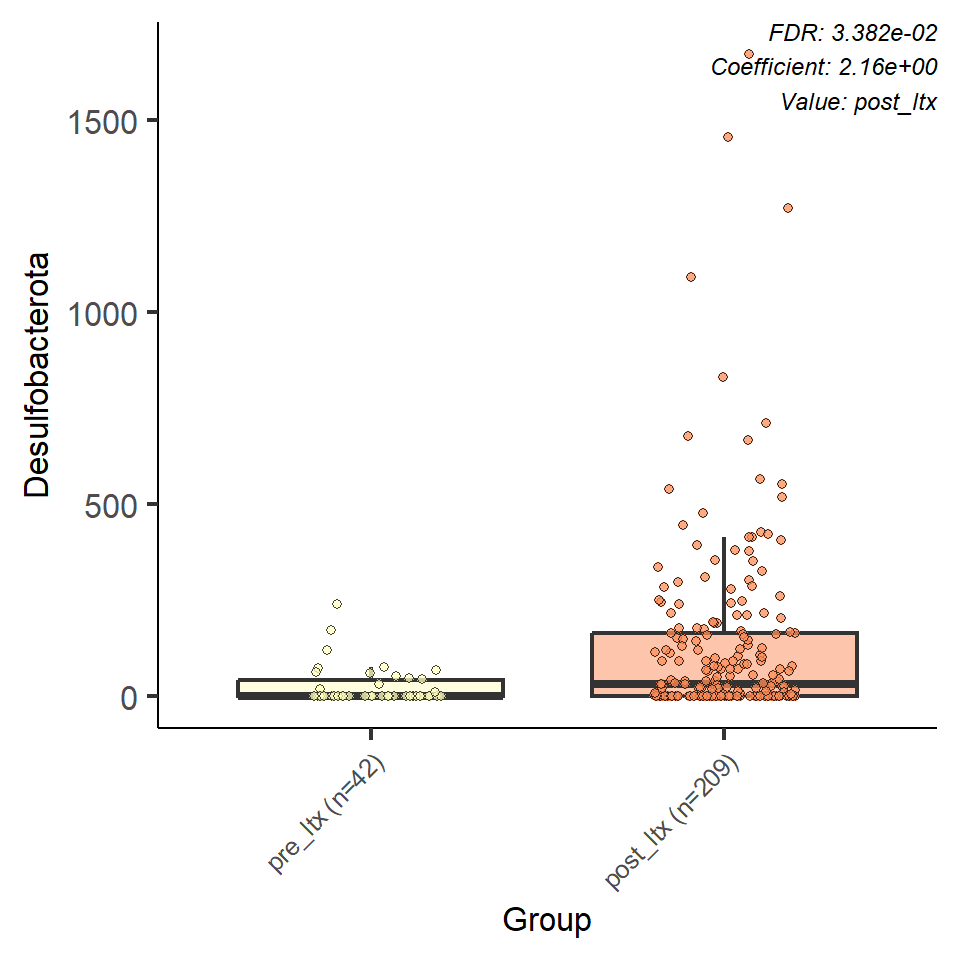 FDR: 3.382e-02
Coefficient: 2.16e+00
Value: post_ltx
Desulfobacterota
1500
1000
500
0
pre_ltx (n=42)
post_ltx (n=209)
Group